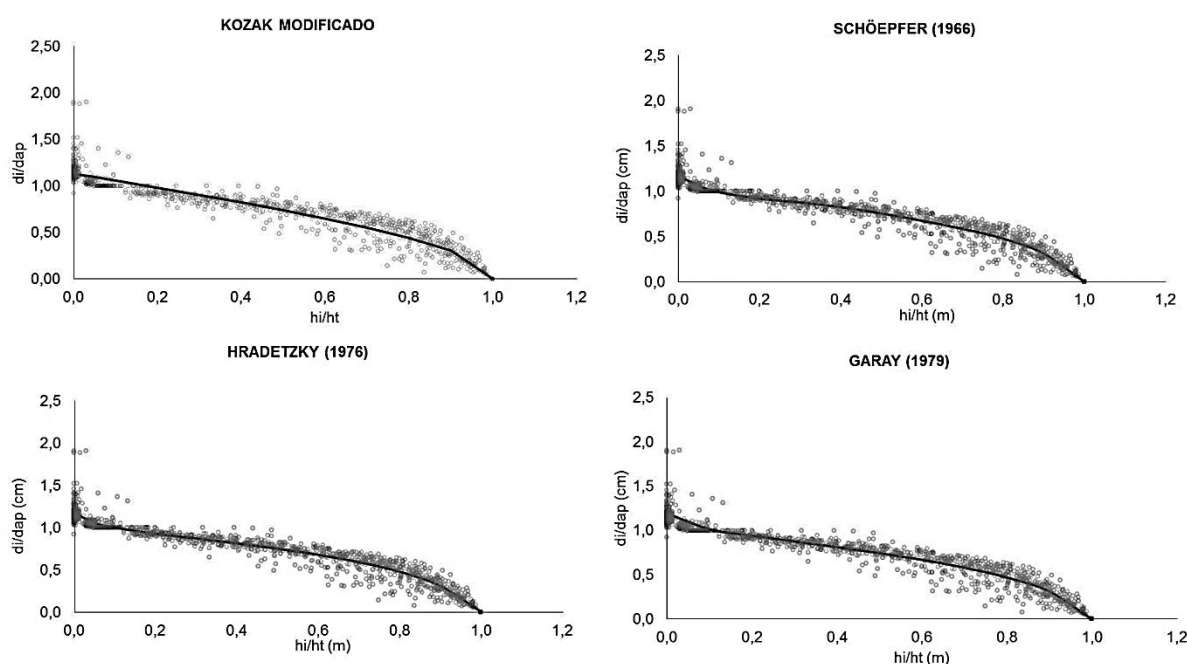 KOZAK MODIFICADO
2,50
2,00
1,50
1,00
0,50
0,00
di/dap
0,0 0,2 0,4 0,6 0,8 1,0 1,2
hi/ht
SCHÖEPFER (1966)
2,5
2,0
1,5
1,0
0,5
0,0
di/dap (cm)
0,0 0,2 0,4 0,6 0,8 1,0 1,2
hi/ht (m)
HRADETZKY (1976)
2,5
2,0
1,5
1,0
0,5
0,0
di/dap (cm)
0,0 0,2 0,4 0,6 0,8 1,0 1,2
hi/ht (m)
GARAY (1979)
2,5
2,0
1,5
1,0
0,5
0,0
di/dap (cm)
0,0 0,2 0,4 0,6 0,8 1,0 1,2
hi/ht (m)